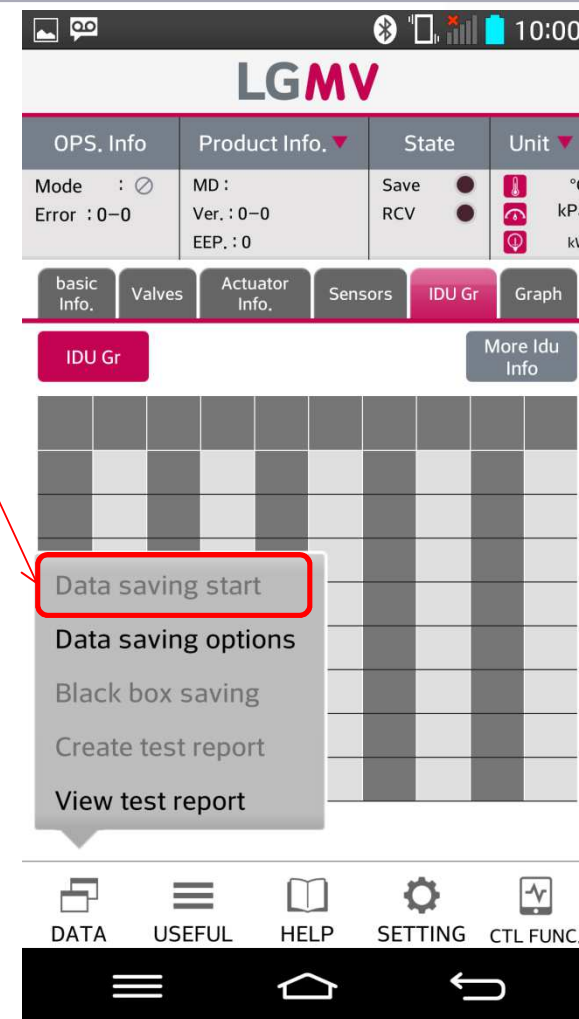 10:00
LGMV
OPS. Info Product Info. ▼ State Unit ▼
Mode : MD : Save
Error : 0-0 Ver. : 0-0 RCV
EEP. : 0
basic Info. Valves Actuator Info. Sensors IDU Gr Graph
IDU Gr More Idu Info
Data saving start
Data saving options
Black box saving
Create test report
View test report
DATA USEFUL HELP SETTING CTL FUNC.